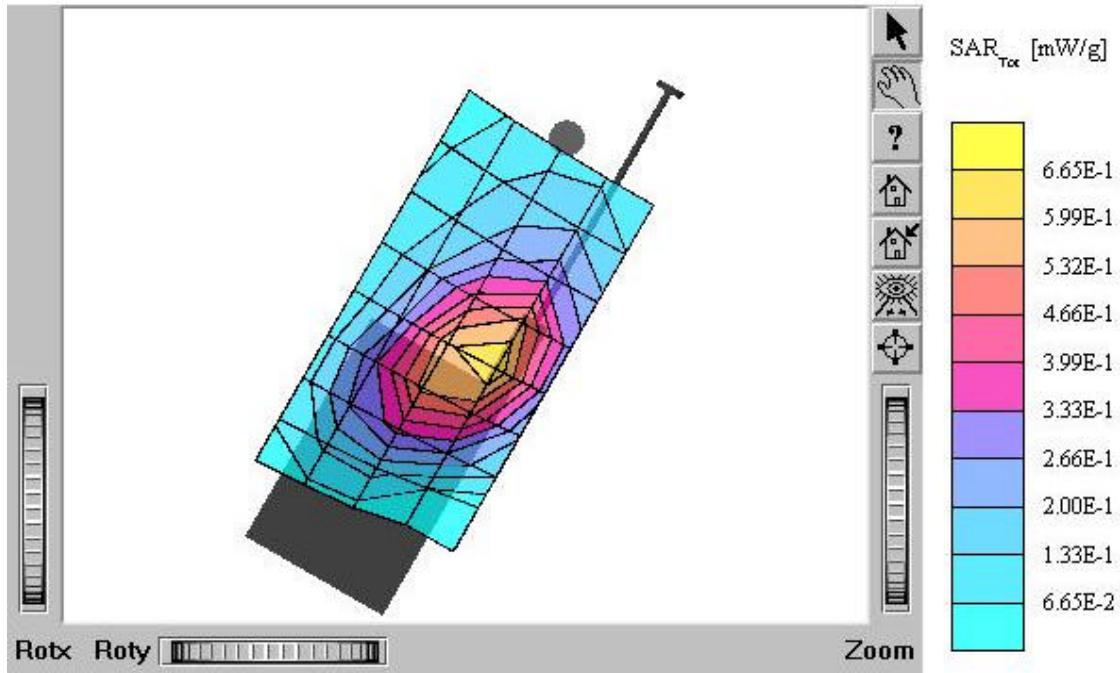 SARTot [mW/g]
?
6.65E-1
5.99E-1
5.32E-1
4.66E-1
3.99E-1
3.33E-1
2.66E-1
2.00E-1
1.33E-1
6.65E-2
Rotx Roty Zoom